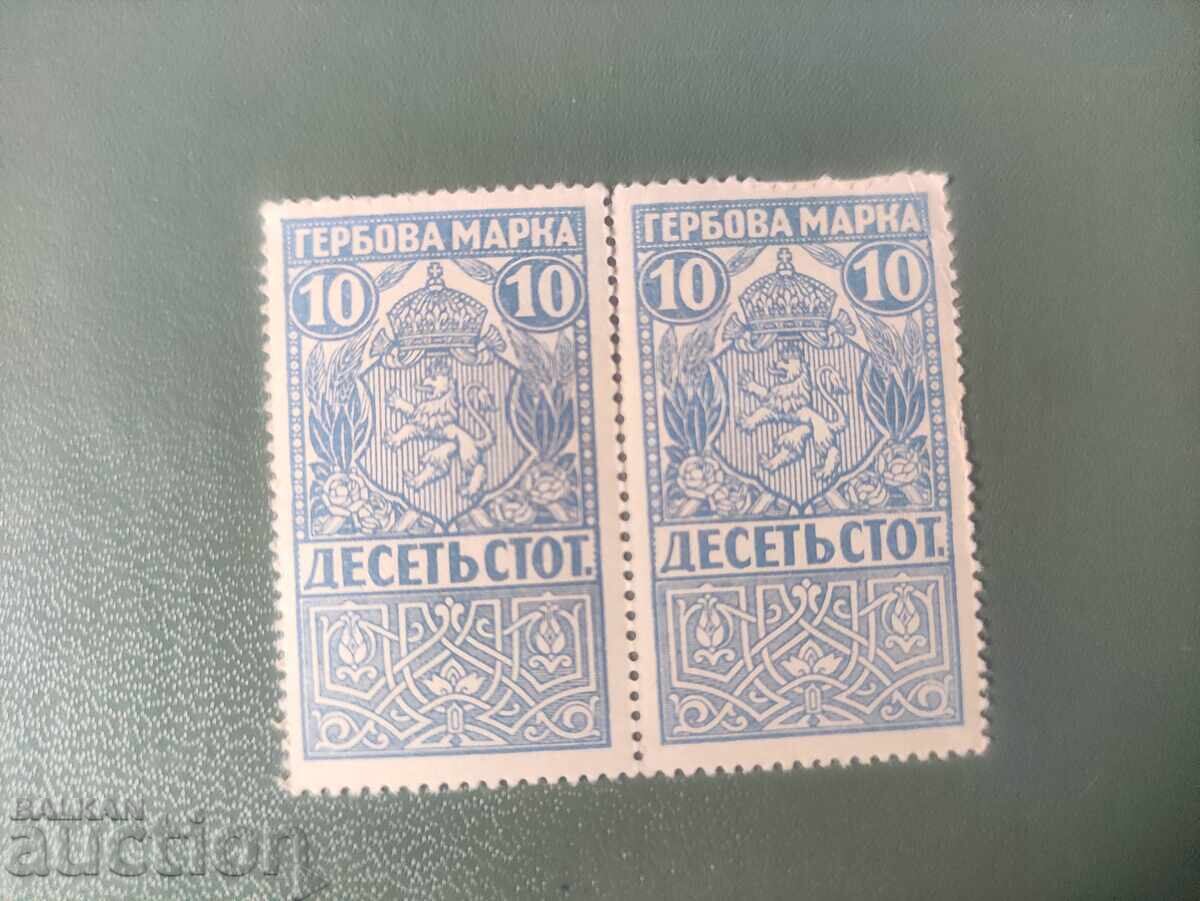 ГЕРБОВА МАРКА
10 10
ДЕСЕТЬ СТОТ.
ГЕРБОВА МАРКА
10 10
ДЕСЕТЬ СТОТ.
BALKAN
auction